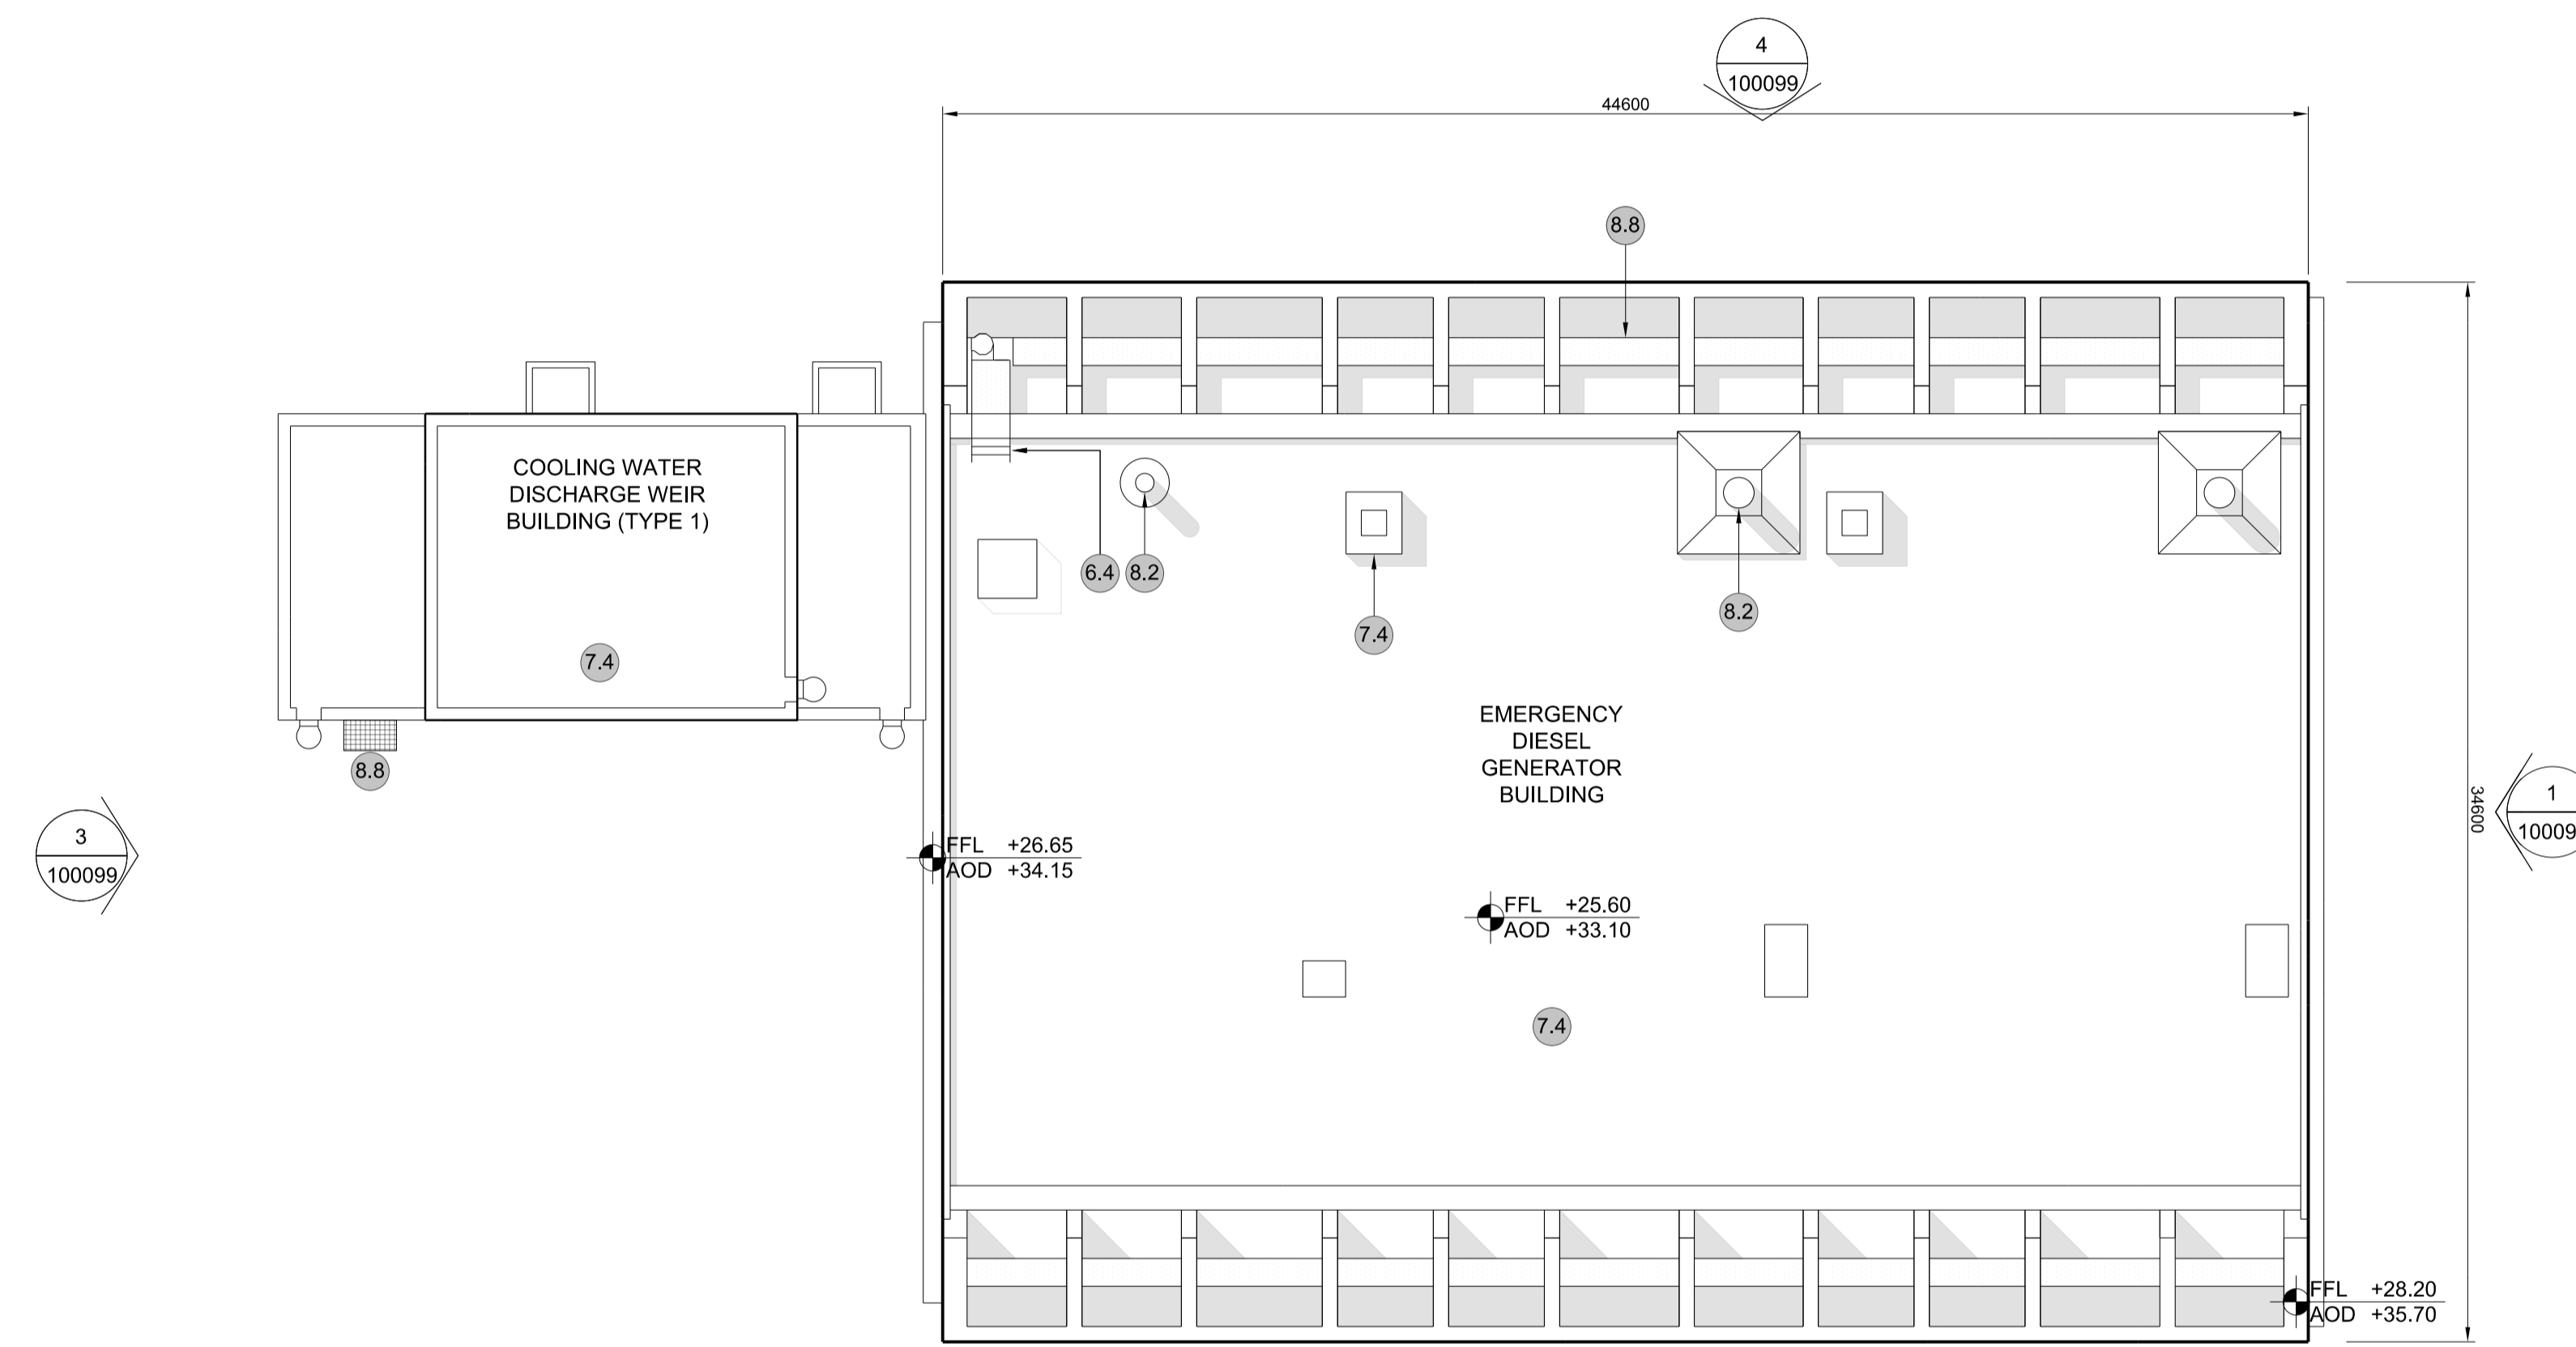 4
100099
44600
8.8
COOLING WATER
DISCHARGE WEIR
BUILDING (TYPE 1)
6.4
8.2
7.4
8.2
7.4
8.8
EMERGENCY
DIESEL
GENERATOR
BUILDING
34600
1
10009
3
100099
FFL +26.65
AOD +34.15
FFL +25.60
AOD +33.10
7.4
FFL +28.20
AOD +35.70